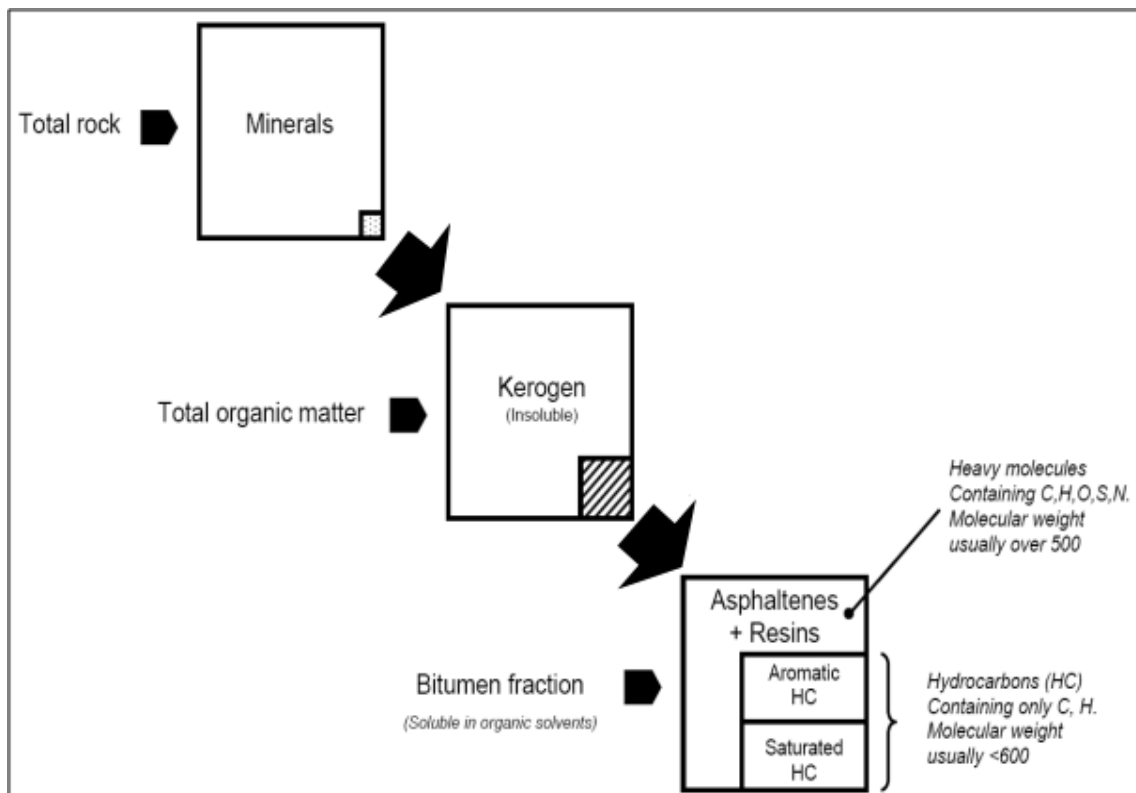 Total rock
Minerals
Kerogen
(Insoluble)
Total organic matter
Heavy molecules
Containing C,H,O,S,N.
Molecular weight
usually over 500
Asphaltenes
+ Resins
Aromatic
HC
Saturated
HC
Bitumen fraction
(Soluble in organic solvents)
Hydrocarbons (HC)
Containing only C, H.
Molecular weight
usually <600